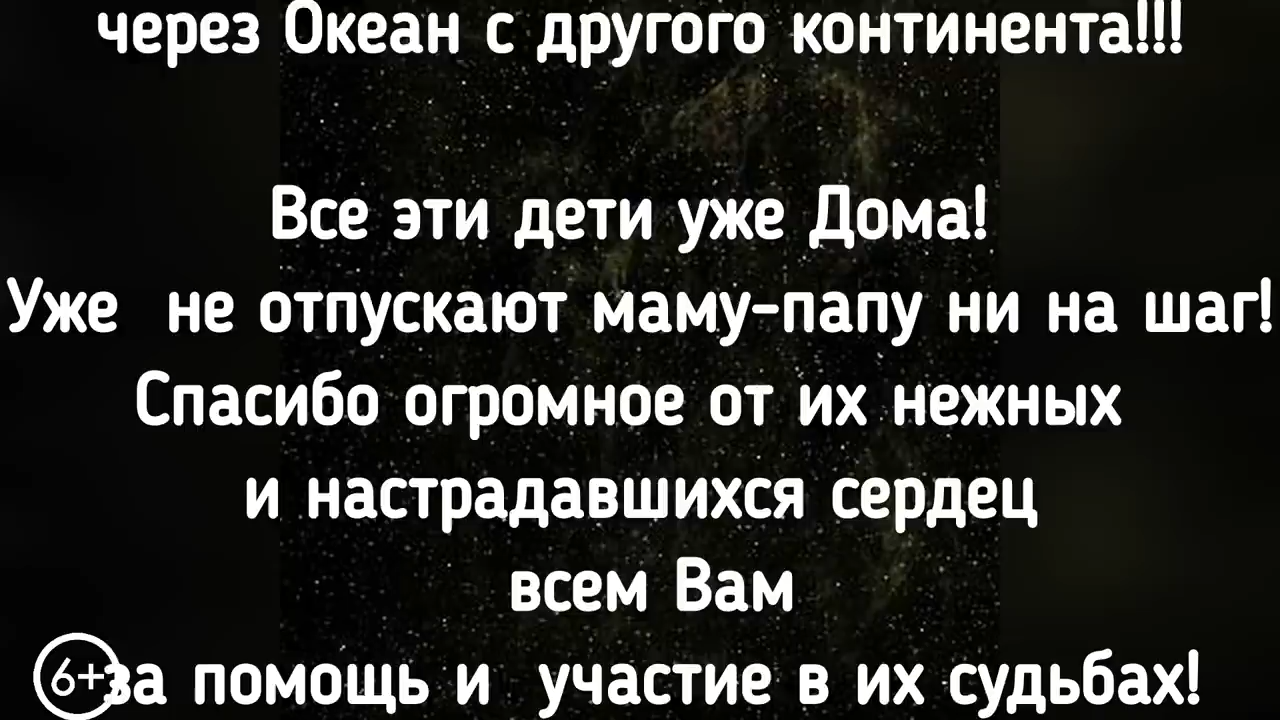 через Океан с другого континента!!!
Все эти дети уже Дома!
Уже не отпускают маму-папу ни на шаг!
Спасибо огромное от их нежных
и настрадавшихся сердец
всем Вам
за помощь и участие в их судьбах!
6+